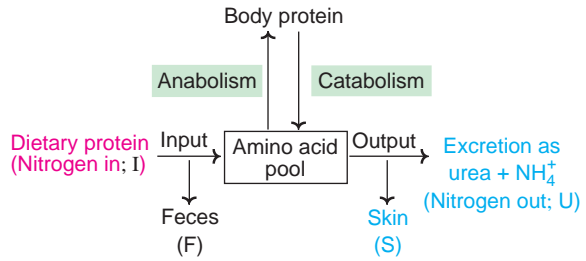 Body protein
Anabolism
Catabolism
Dietary protein
(Nitrogen in; I)
Input
Amino acid
pool
Output
Excretion as
urea + NH₄⁺
(Nitrogen out; U)
Feces
(F)
Skin
(S)